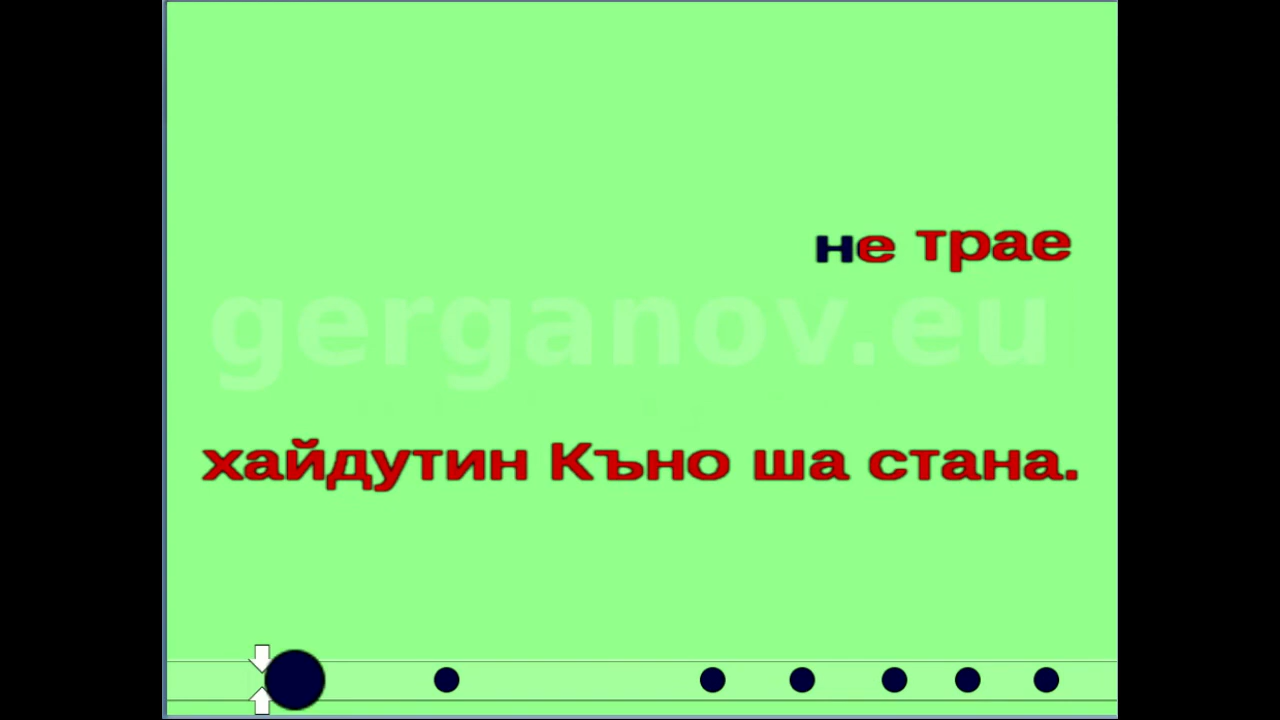 не трае
gerganov.eu
хайдутин Къно ша стана.